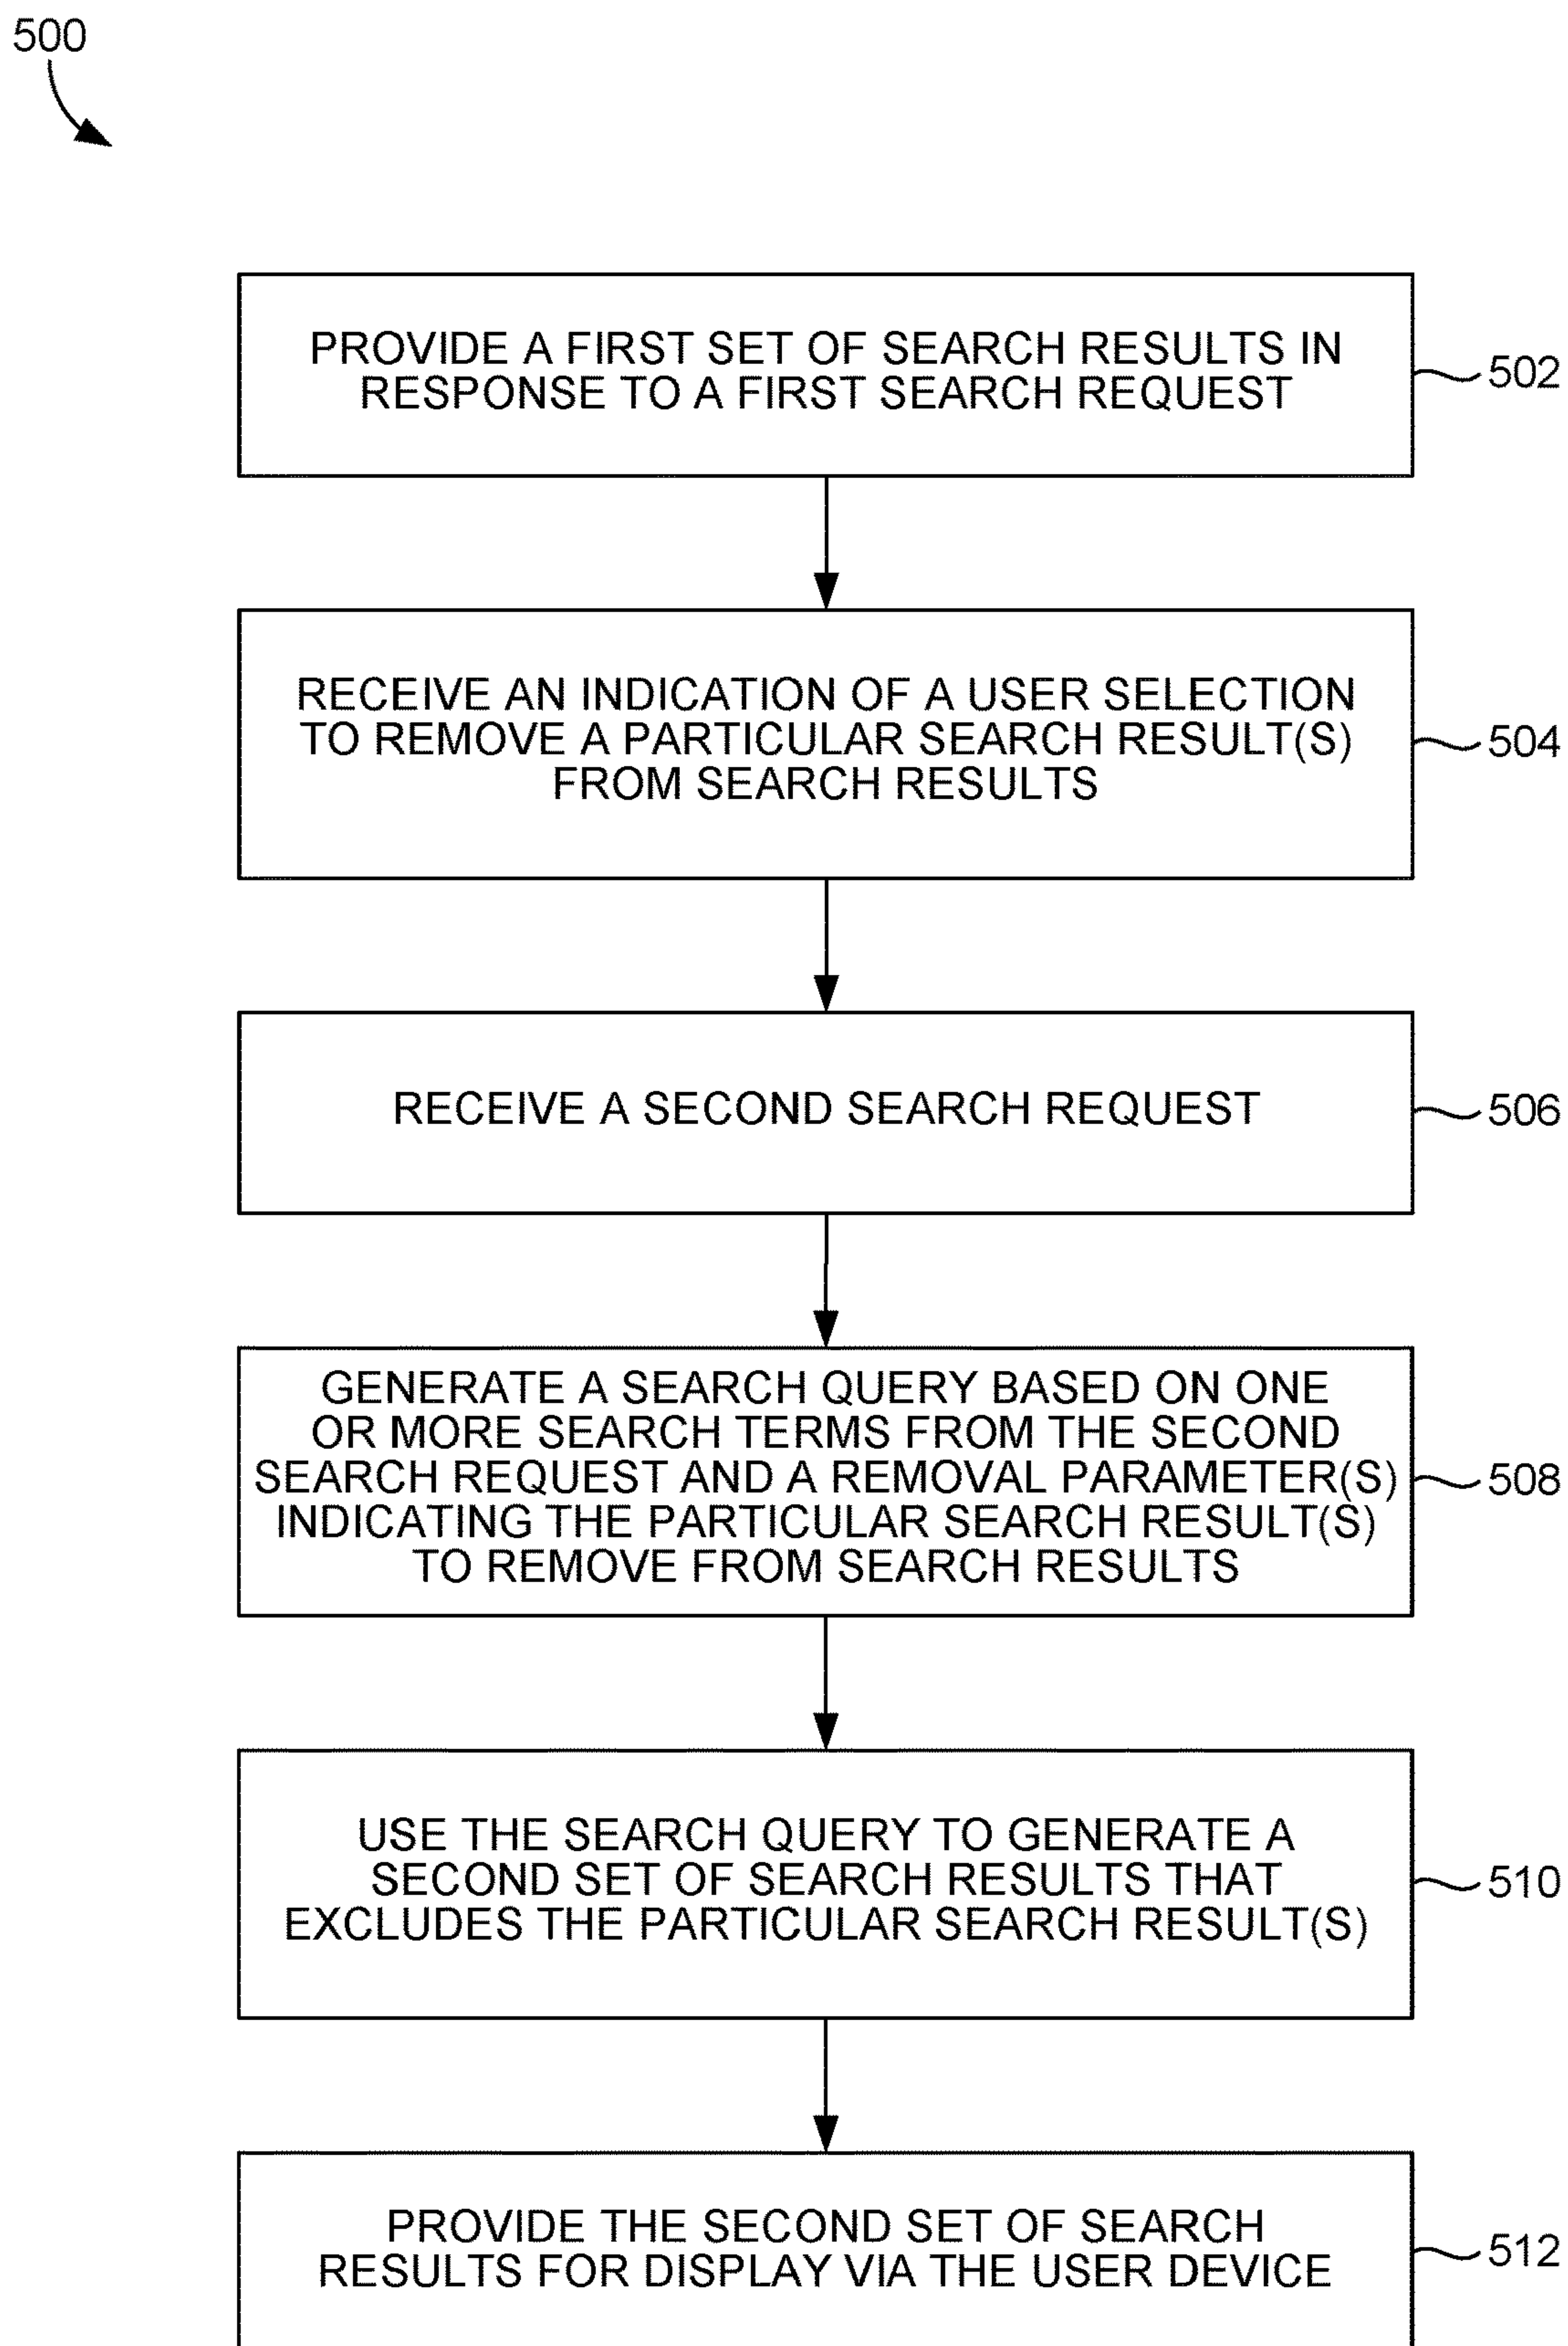 500
PROVIDE A FIRST SET OF SEARCH RESULTS IN
RESPONSE TO A FIRST SEARCH REQUEST
502
RECEIVE AN INDICATION OF A USER SELECTION
TO REMOVE A PARTICULAR SEARCH RESULT(S)
FROM SEARCH RESULTS
504
RECEIVE A SECOND SEARCH REQUEST
506
GENERATE A SEARCH QUERY BASED ON ONE
OR MORE SEARCH TERMS FROM THE SECOND
SEARCH REQUEST AND A REMOVAL PARAMETER(S)
INDICATING THE PARTICULAR SEARCH RESULT(S)
TO REMOVE FROM SEARCH RESULTS
508
USE THE SEARCH QUERY TO GENERATE A
SECOND SET OF SEARCH RESULTS THAT
EXCLUDES THE PARTICULAR SEARCH RESULT(S)
510
PROVIDE THE SECOND SET OF SEARCH
RESULTS FOR DISPLAY VIA THE USER DEVICE
512